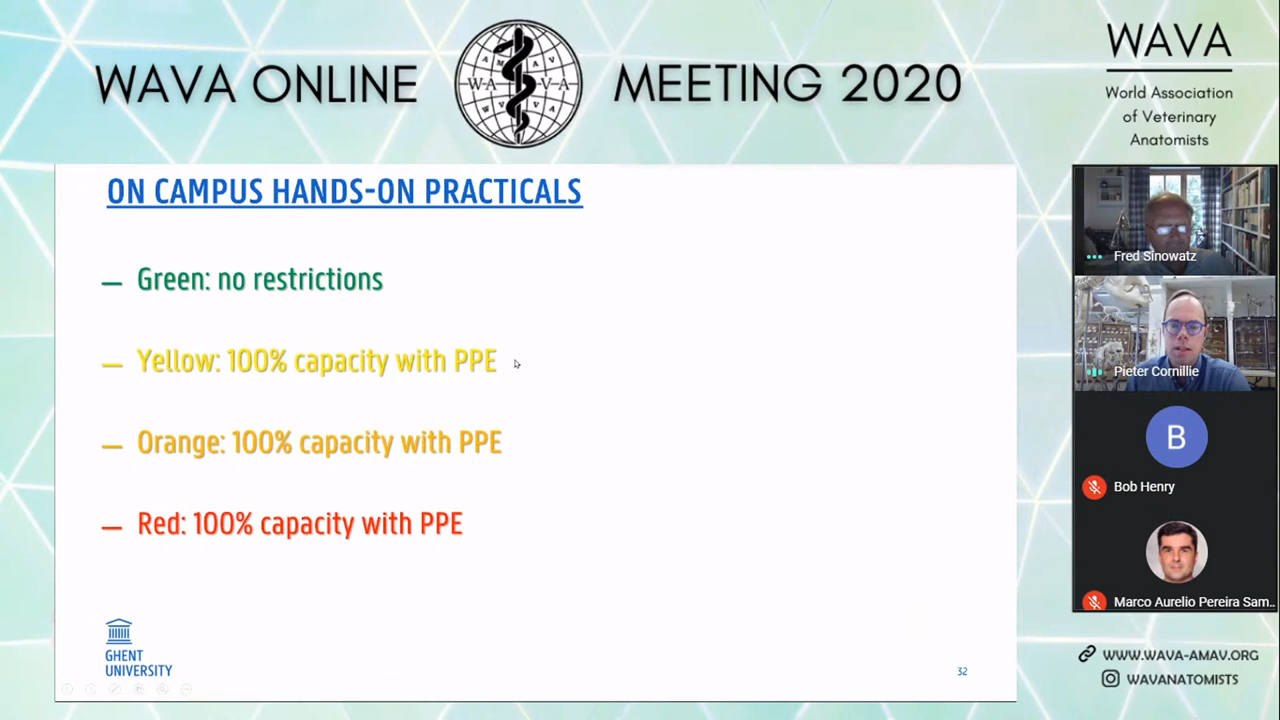 WAVA ONLINE MEETING 2020
WAVA
World Association
of Veterinary
Anatomists
ON CAMPUS HANDS-ON PRACTICALS
– Green: no restrictions
– Yellow: 100% capacity with PPE
– Orange: 100% capacity with PPE
– Red: 100% capacity with PPE
GHENT
UNIVERSITY
32
Fred Sinowatz
Pieter Cornillie
B
Bob Henry
Marco Aurelio Pereira Sam..
WWW.WAVA-AMAV.ORG
WAVANATOMISTS